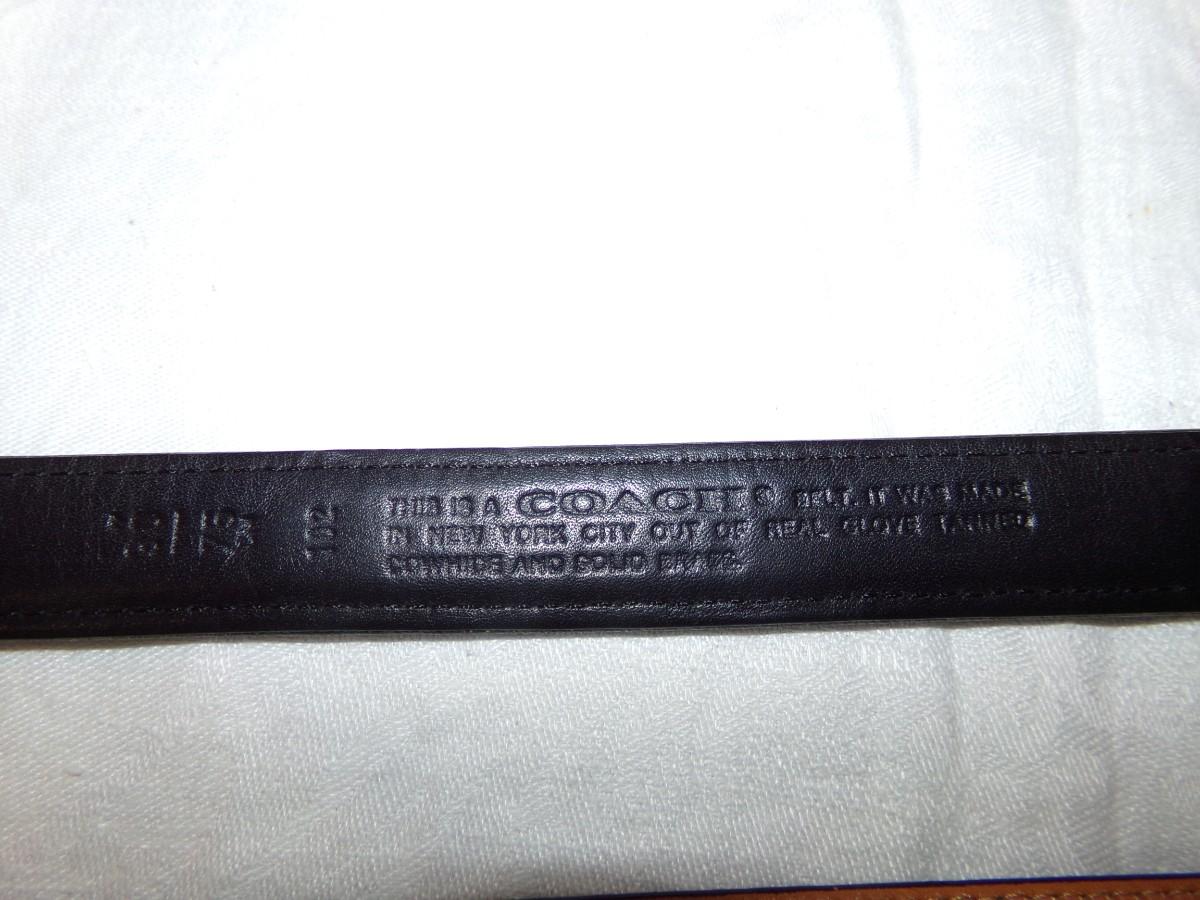 112
THIS IS A COACH® BELT. IT WAS MADE
IN NEW YORK CITY OUT OF REAL GLOVE TANNED
COWHIDE AND SOLID BRASS.